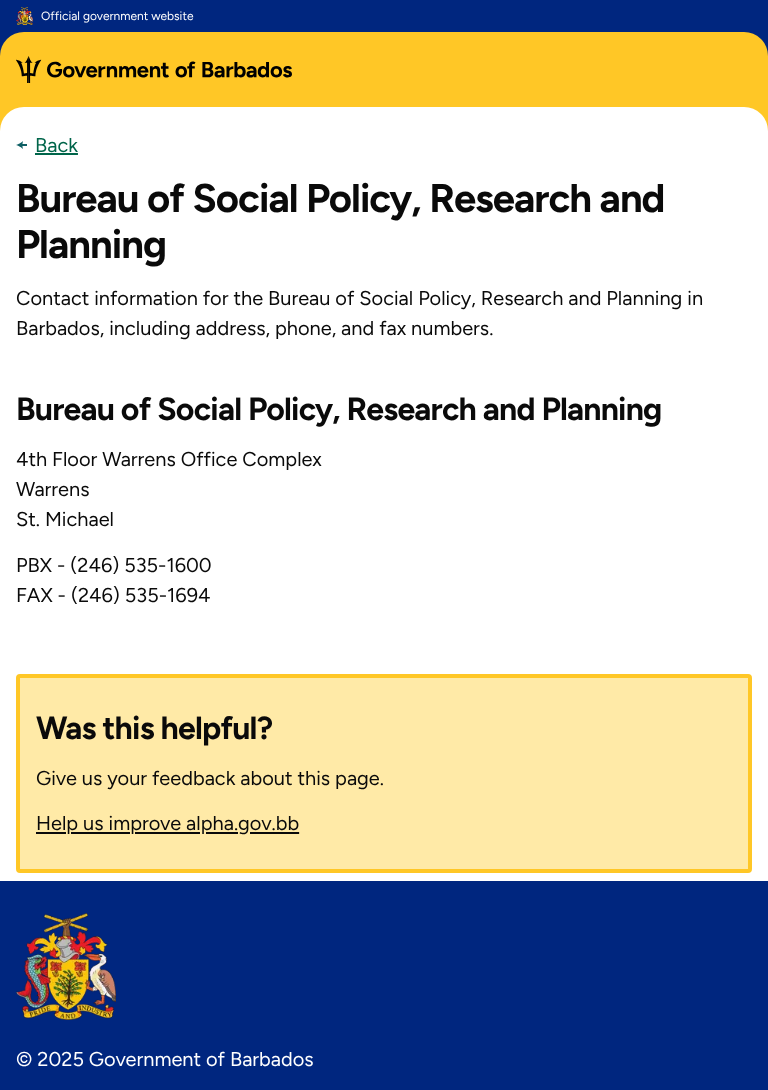 Official government website
Government of Barbados
Back
Bureau of Social Policy, Research and
Planning
Contact information for the Bureau of Social Policy, Research and Planning in
Barbados, including address, phone, and fax numbers.
Bureau of Social Policy, Research and Planning
4th Floor Warrens Office Complex
Warrens
St. Michael
PBX - (246) 535-1600
FAX - (246) 535-1694
Was this helpful?
Give us your feedback about this page.
Help us improve alpha.gov.bb
PRIDE AND INDUSTRY
© 2025 Government of Barbados